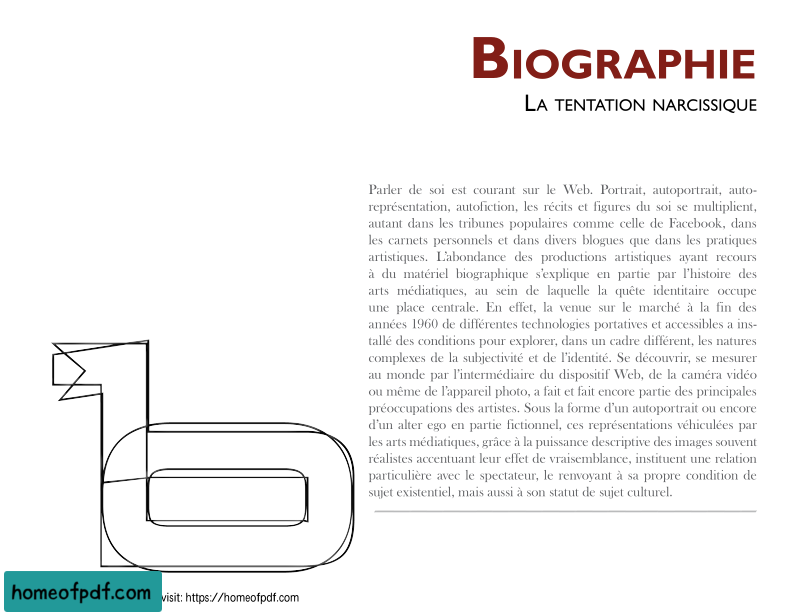 BIOGRAPHIE
LA TENTATION NARCISSIQUE
Parler de soi est courant sur le Web. Portrait, autoportrait, auto-
représentation, autofiction, les récits et figures du soi se multiplient,
autant dans les tribunes populaires comme celle de Facebook, dans
les carnets personnels et dans divers blogues que dans les pratiques
artistiques. L’abondance des productions artistiques ayant recours
à du matériel biographique s’explique en partie par l’histoire des
arts médiatiques, au sein de laquelle la quête identitaire occupe
une place centrale. En effet, la venue sur le marché à la fin des
années 1960 de différentes technologies portatives et accessibles a ins-
tallé des conditions pour explorer, dans un cadre différent, les natures
complexes de la subjectivité et de l’identité. Se découvrir, se mesurer
au monde par l’intermédiaire du dispositif Web, de la caméra vidéo
ou même de l’appareil photo, a fait et fait encore partie des principales
préoccupations des artistes. Sous la forme d’un autoportrait ou encore
d’un alter ego en partie fictionnel, ces représentations véhiculées par
les arts médiatiques, grâce à la puissance descriptive des images souvent
réalistes accentuant leur effet de vraisemblance, instituent une relation
particulière avec le spectateur, le renvoyant à sa propre condition de
sujet existentiel, mais aussi à son statut de sujet culturel.
b
homeofpdf.com
visit: https://homeofpdf.com